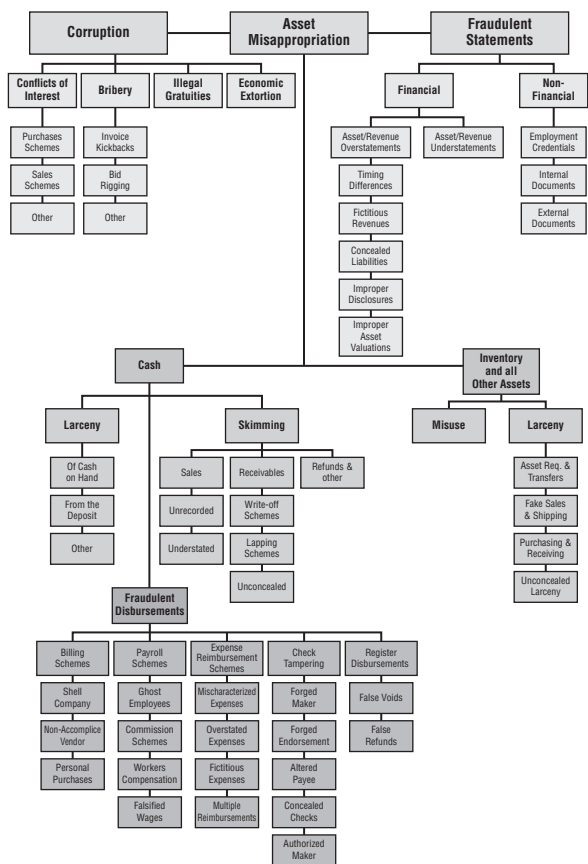 Corruption
Asset
Misappropriation
Fraudulent
Statements
Conflicts of
Interest
Bribery
Illegal
Gratuities
Economic
Extortion
Financial
Non-
Financial
Purchases
Schemes
Sales
Schemes
Other
Invoice
Kickbacks
Bid
Rigging
Other
Asset/Revenue
Overstatements
Timing
Differences
Fictitious
Revenues
Concealed
Liabilities
Improper
Disclosures
Improper
Asset
Valuations
Asset/Revenue
Understatements
Employment
Credentials
Internal
Documents
External
Documents
Cash
Inventory
and all
Other Assets
Larceny
Of Cash
on Hand
From the
Deposit
Other
Skimming
Sales
Unrecorded
Understated
Receivables
Write-off
Schemes
Lapping
Schemes
Unconcealed
Refunds &
other
Misuse
Larceny
Asset Req. &
Transfers
Fake Sales
& Shipping
Purchasing &
Receiving
Unconcealed
Larceny
Fraudulent
Disbursements
Billing
Schemes
Shell
Company
Non-Accomplice
Vendor
Personal
Purchases
Payroll
Schemes
Ghost
Employees
Commission
Schemes
Workers
Compensation
Falsified
Wages
Expense
Reimbursement
Schemes
Mischaracterized
Expenses
Overstated
Expenses
Fictitious
Expenses
Multiple
Reimbursements
Check
Tampering
Forged
Maker
Forged
Endorsement
Altered
Payee
Concealed
Checks
Authorized
Maker
Register
Disbursements
False Voids
False
Refunds